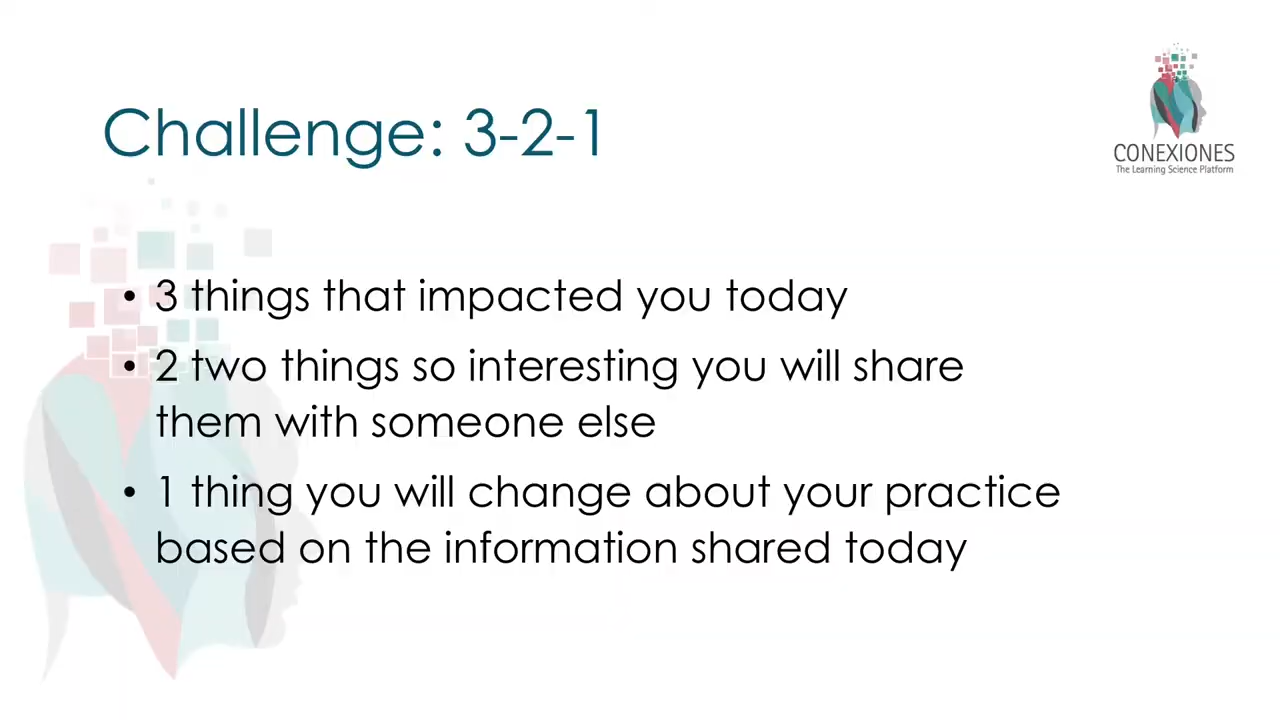 Challenge: 3-2-1
CONEXIONES
The Learning Science Platform
• 3 things that impacted you today
• 2 two things so interesting you will share
them with someone else
• 1 thing you will change about your practice
based on the information shared today